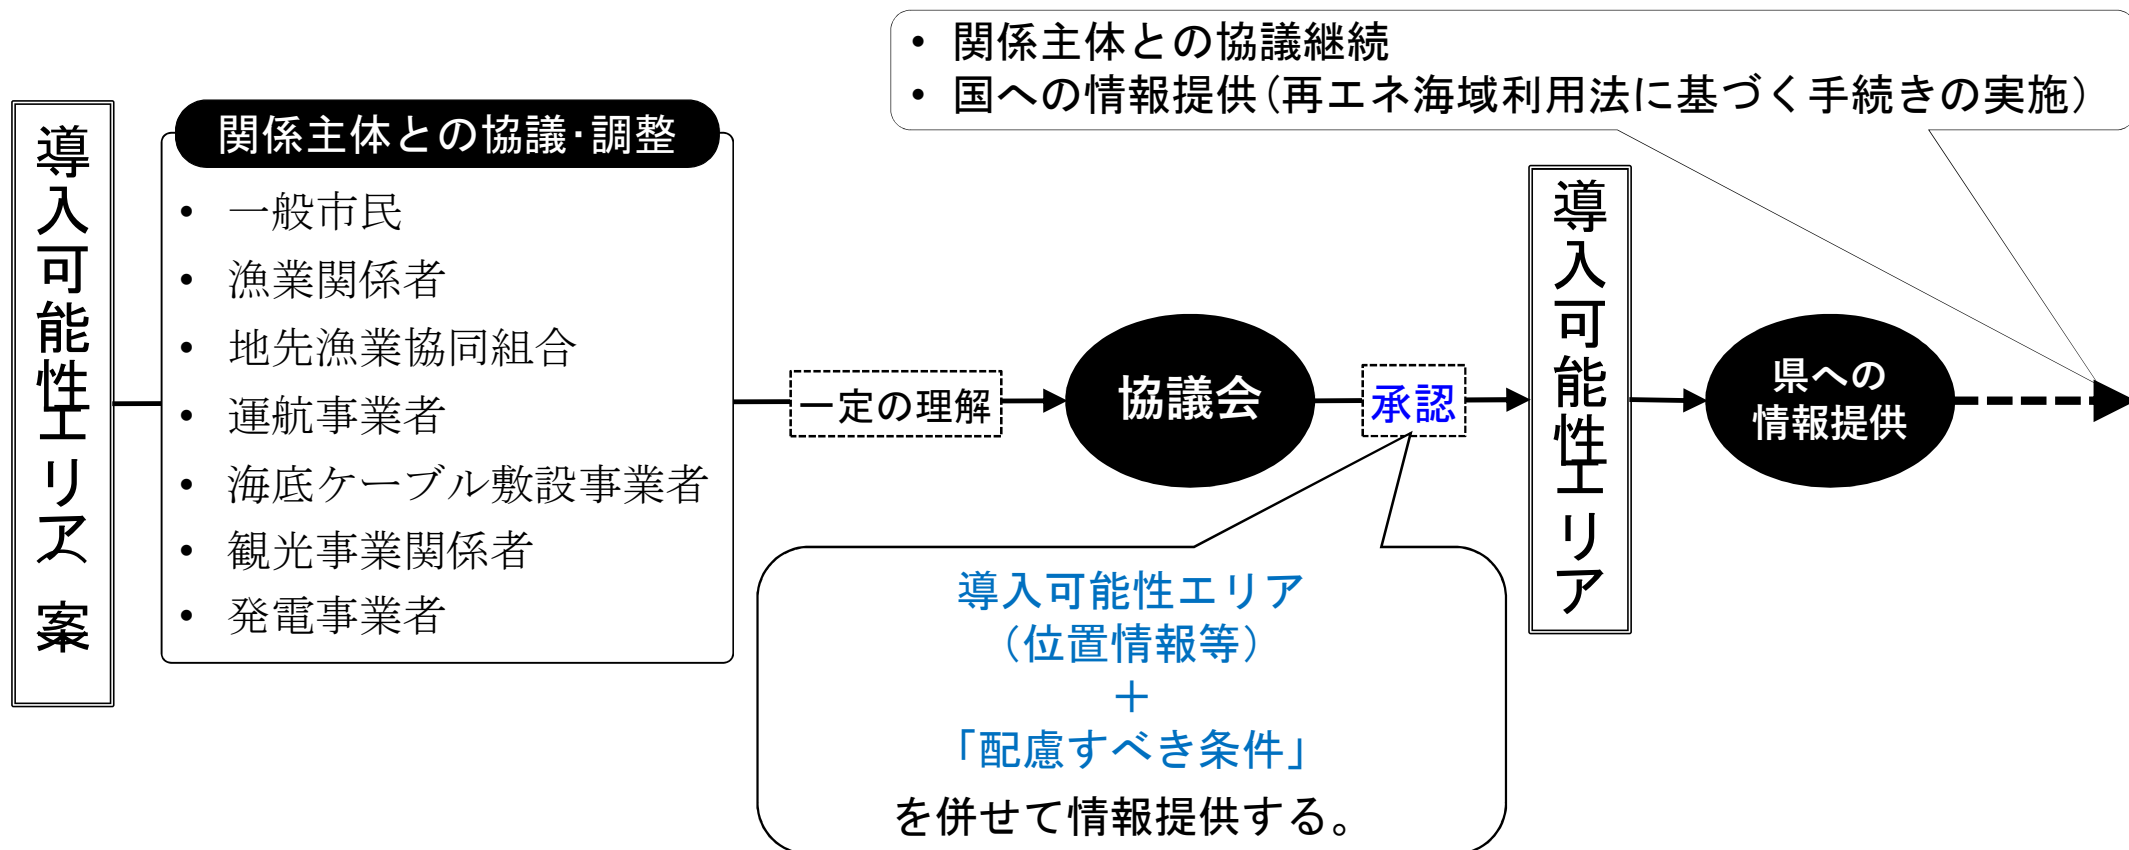 • 関係主体との協議継続
• 国への情報提供(再エネ海域利用法に基づく手続きの実施)
導入可能性エリア(案
関係主体との協議・調整
• 一般市民
• 漁業関係者
• 地先漁業協同組合
• 運航事業者
• 海底ケーブル敷設事業者
• 観光事業関係者
• 発電事業者
一定の理解
協議会
承認
導入可能性エリア
(位置情報等)
+
「配慮すべき条件」
を併せて情報提供する。
導入可能性エリア
県への
情報提供